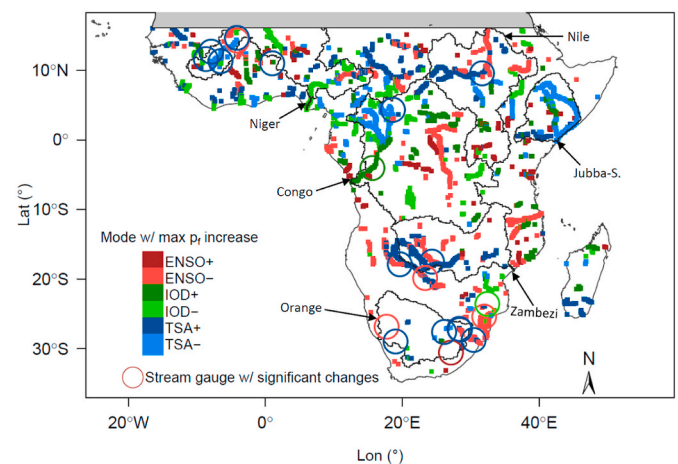 Nile
10°N
Niger
0°
Jubba-S.
Congo
Lat (°)
10°S
Mode w/ max pf increase
ENSO+
ENSO−
IOD+
IOD−
TSA+
TSA−
20°S
Orange
Zambezi
30°S
Stream gauge w/ significant changes
N
20°W
0°
20°E
40°E
Lon (°)